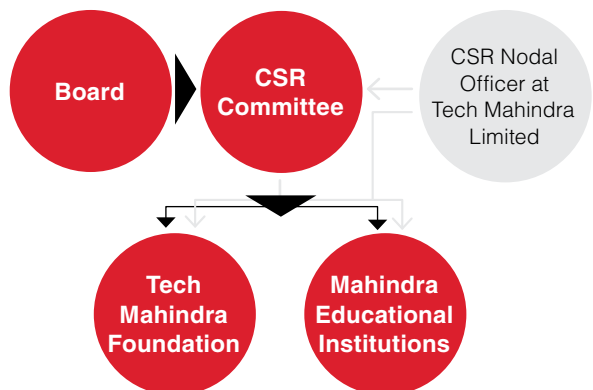 Board
CSR
Committee
CSR Nodal
Officer at
Tech Mahindra
Limited
Tech
Mahindra
Foundation
Mahindra
Educational
Institutions